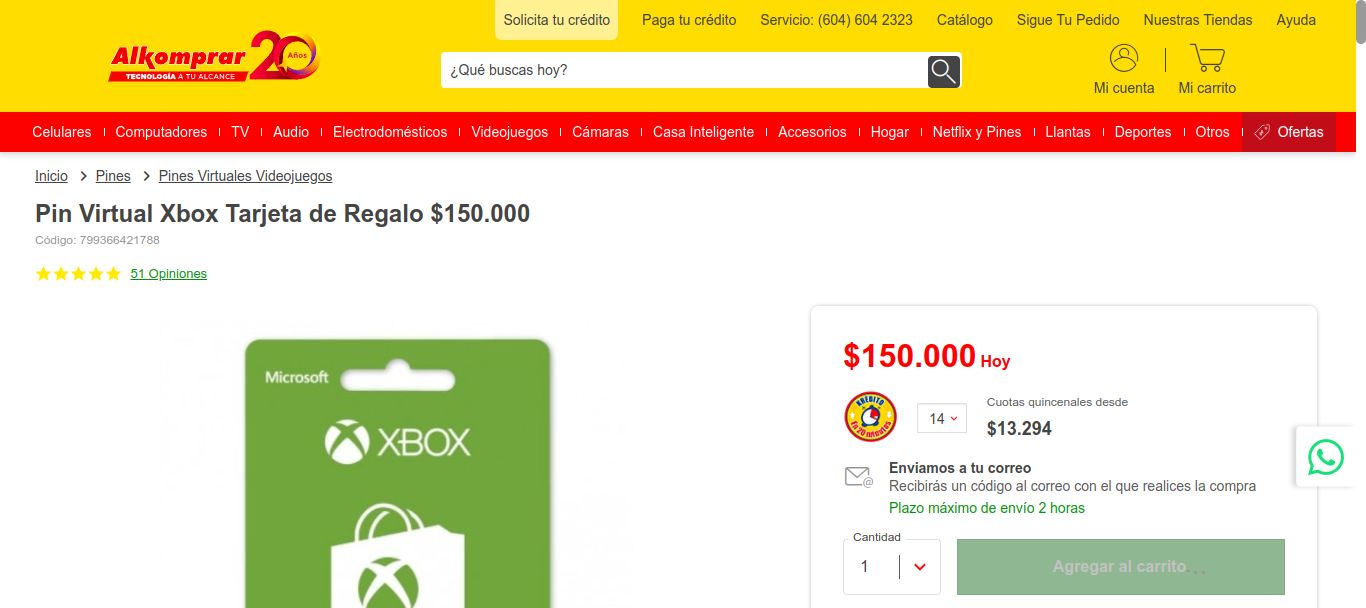 Solicita tu crédito Paga tu crédito Servicio: (604) 604 2323 Catálogo Sigue Tu Pedido Nuestras Tiendas Ayuda
Alkomprar 20 Años
TECNOLOGÍA A TU ALCANCE
¿Qué buscas hoy?
Mi cuenta Mi carrito
Celulares Computadores TV Audio Electrodomésticos Videojuegos Cámaras Casa Inteligente Accesorios Hogar Netflix y Pines Llantas Deportes Otros Ofertas
Inicio Pines Pines Virtuales Videojuegos
Pin Virtual Xbox Tarjeta de Regalo $150.000
Código: 799366421788
51 Opiniones
Microsoft
XBOX
$150.000 Hoy
KREDITO
En 20 minutos
14
Cuotas quincenales desde
$13.294
Enviamos a tu correo
Recibirás un código al correo con el que realices la compra
Plazo máximo de envío 2 horas
Cantidad
1
Agregar al carrito...